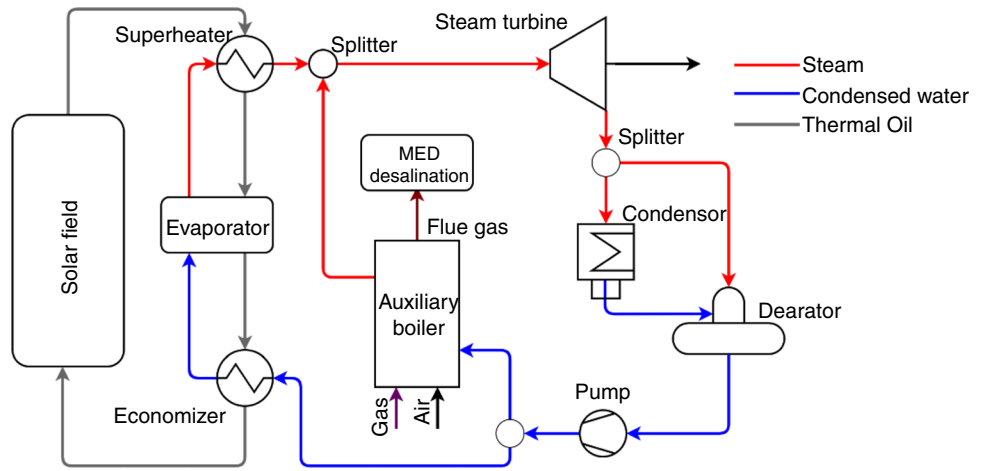 Steam turbine
Superheater
Splitter
Steam
Condensed water
Thermal Oil
Splitter
MED
desalination
Solar field
Evaporator
Flue gas
Condensor
Auxiliary
boiler
Dearator
Economizer
Gas
Air
Pump